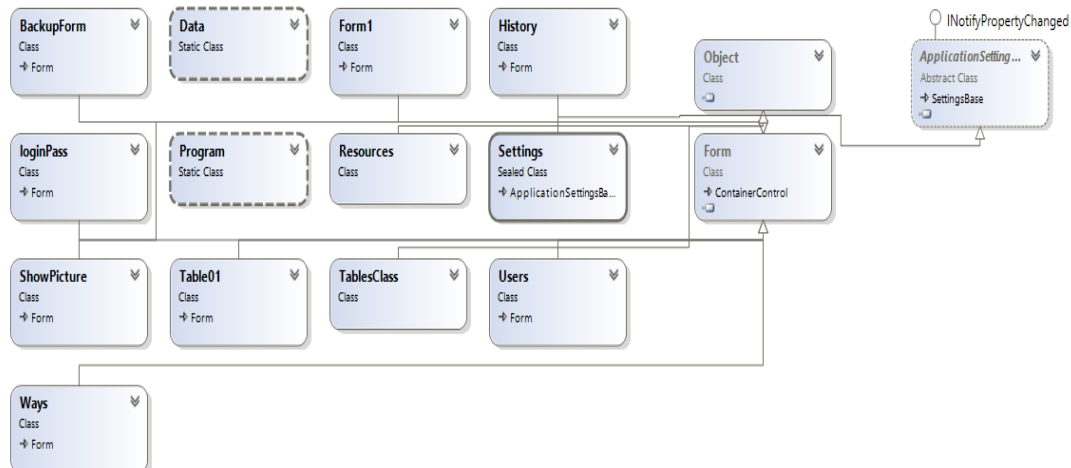 BackupForm
Class
Form
Data
Static Class
Form1
Class
Form
History
Class
Form
Object
Class
INotifyPropertyChanged
ApplicationSetting ...
Abstract Class
SettingsBase
loginPass
Class
Form
Program
Static Class
Resources
Class
Settings
Sealed Class
ApplicationSettingsBa...
Form
Class
ContainerControl
ShowPicture
Class
Form
Table01
Class
Form
TablesClass
Class
Users
Class
Form
Ways
Class
Form